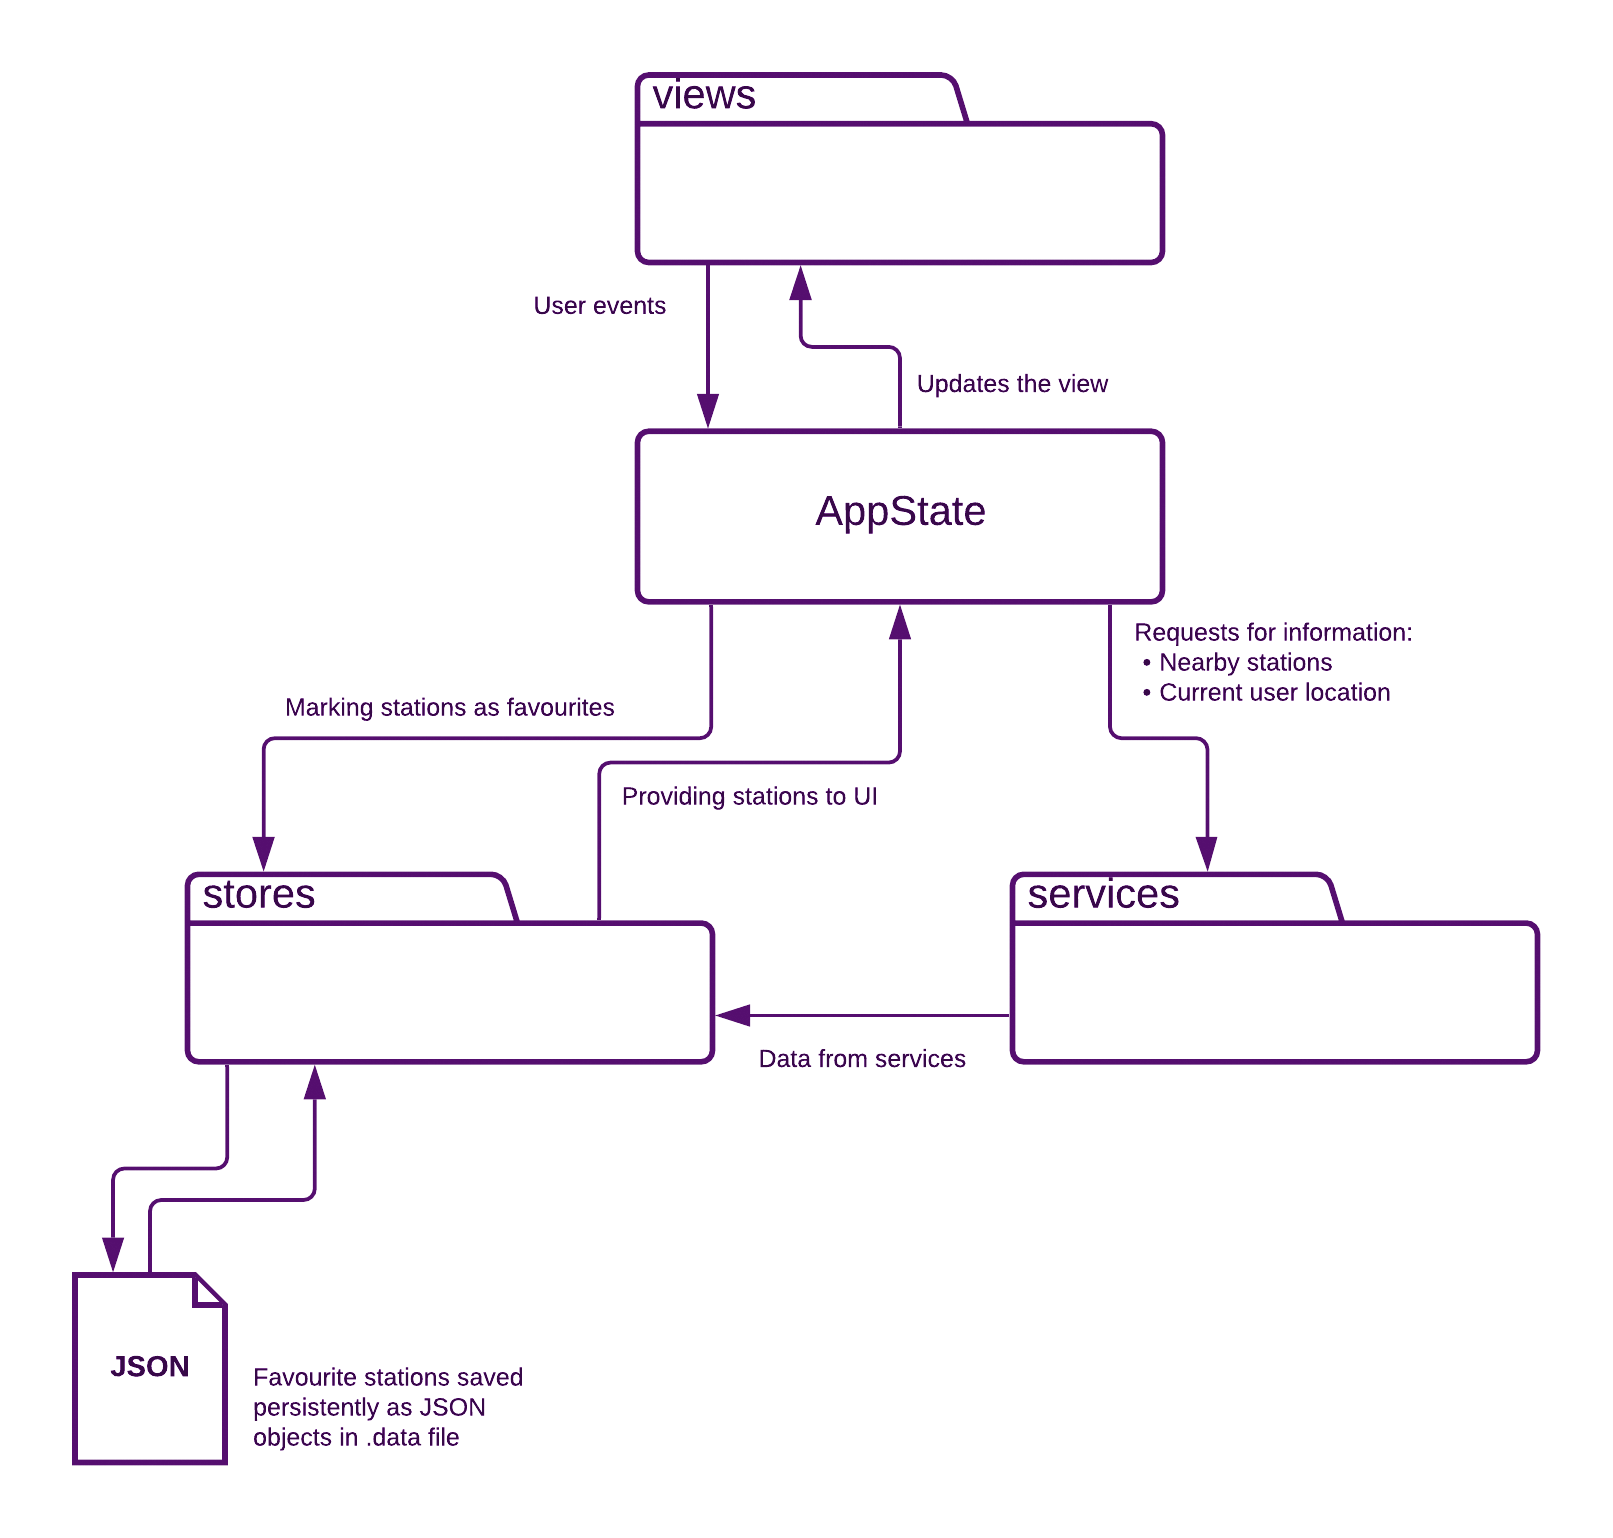 views
User events
Updates the view
AppState
Requests for information:
• Nearby stations
• Current user location
Marking stations as favourites
Providing stations to UI
stores
services
Data from services
JSON
Favourite stations saved
persistently as JSON
objects in .data file